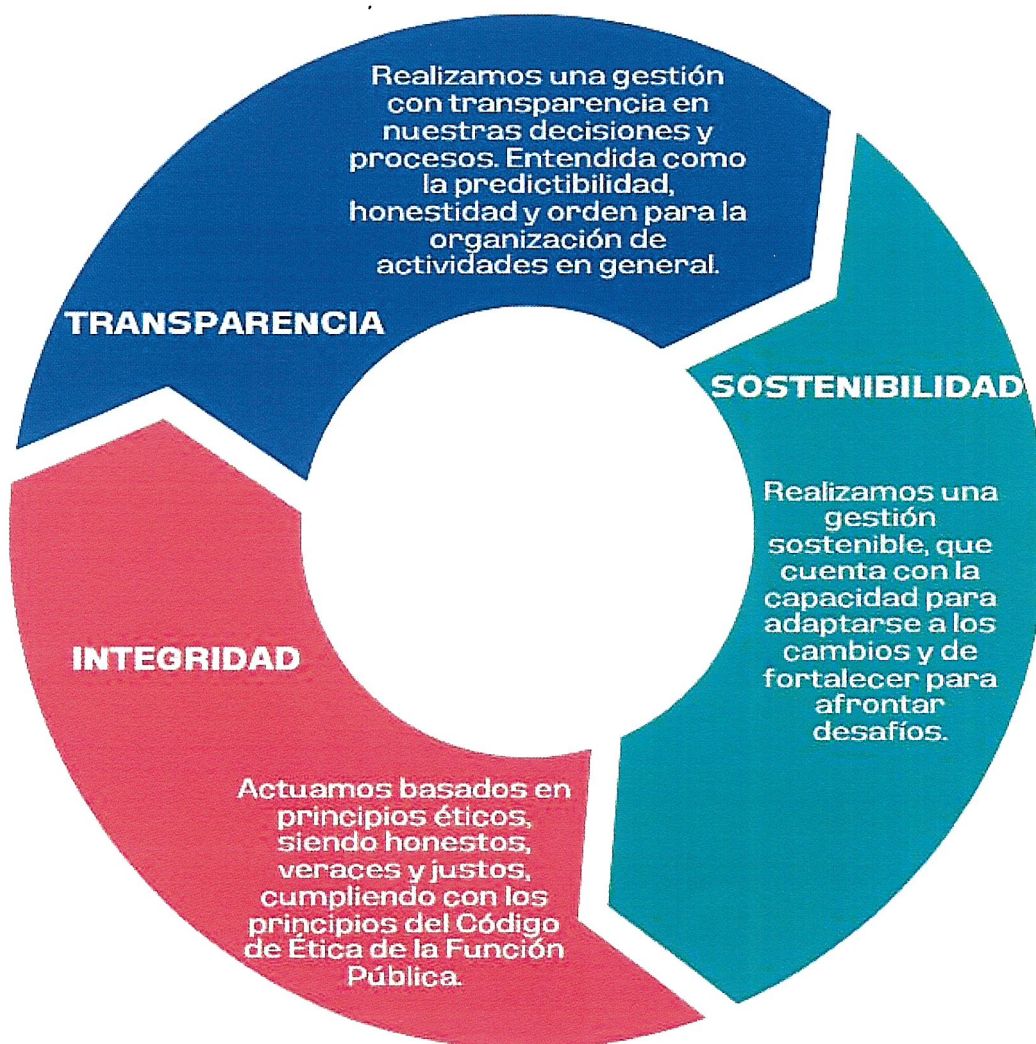 Realizamos una gestión
con transparencia en
nuestras decisiones y
procesos. Entendida como
la predictibilidad,
honestidad y orden para la
organización de
actividades en general.
TRANSPARENCIA
SOSTENIBILIDAD
Realizamos una
gestión
sostenible, que
cuenta con la
capacidad para
adaptarse a los
cambios y de
fortalecer para
afrontar
desafíos.
INTEGRIDAD
Actuamos basados en
principios éticos,
siendo honestos,
veraces y justos,
cumpliendo con los
principios del Código
de Ética de la Función
Pública.